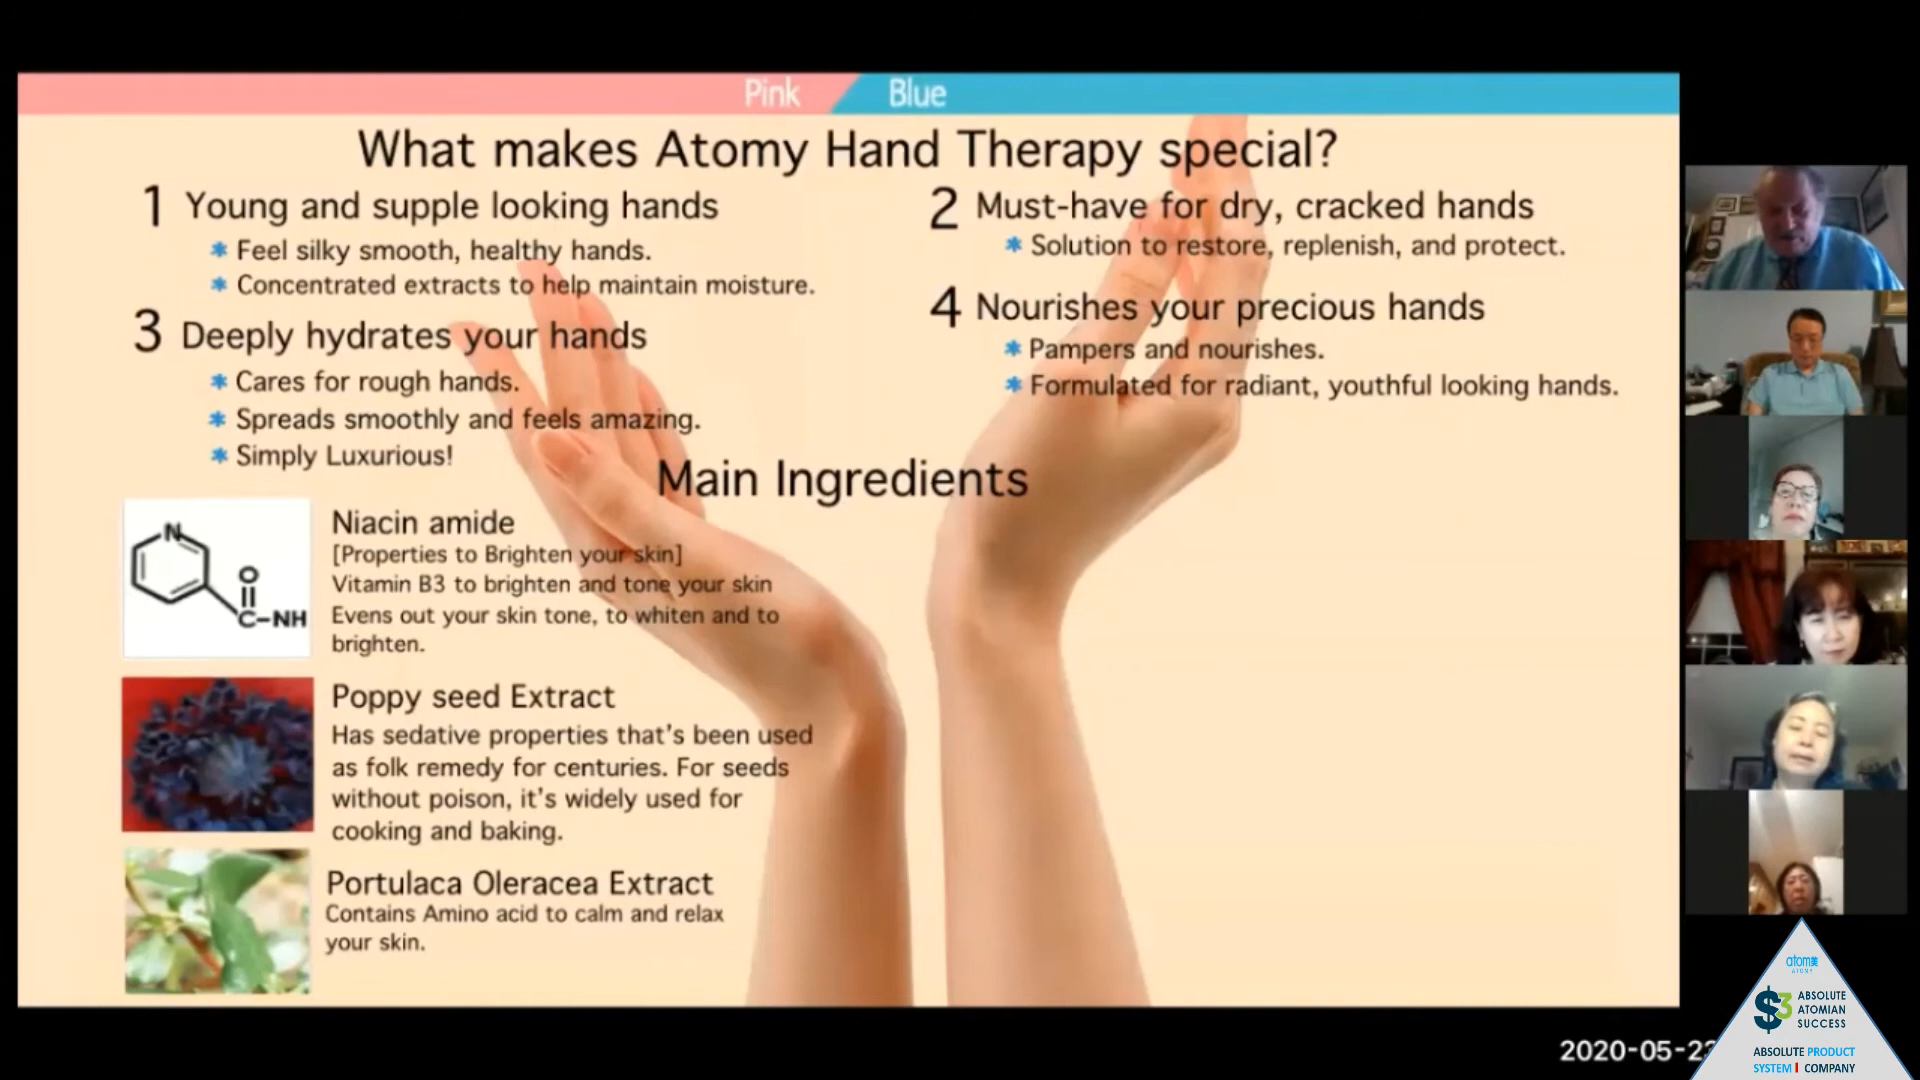 Pink Blue
What makes Atomy Hand Therapy special?
1 Young and supple looking hands
* Feel silky smooth, healthy hands.
* Concentrated extracts to help maintain moisture.
2 Must-have for dry, cracked hands
* Solution to restore, replenish, and protect.
3 Deeply hydrates your hands
* Cares for rough hands.
* Spreads smoothly and feels amazing.
* Simply Luxurious!
4 Nourishes your precious hands
* Pampers and nourishes.
* Formulated for radiant, youthful looking hands.
Main Ingredients
N
O
C-NH
Niacin amide
[Properties to Brighten your skin]
Vitamin B3 to brighten and tone your skin
Evens out your skin tone, to whiten and to
brighten.
Poppy seed Extract
Has sedative properties that's been used
as folk remedy for centuries. For seeds
without poison, it's widely used for
cooking and baking.
Portulaca Oleracea Extract
Contains Amino acid to calm and relax
your skin.
atom美
ATOMY
$3 ABSOLUTE
ATOMIAN
SUCCESS
ABSOLUTE PRODUCT
SYSTEM | COMPANY